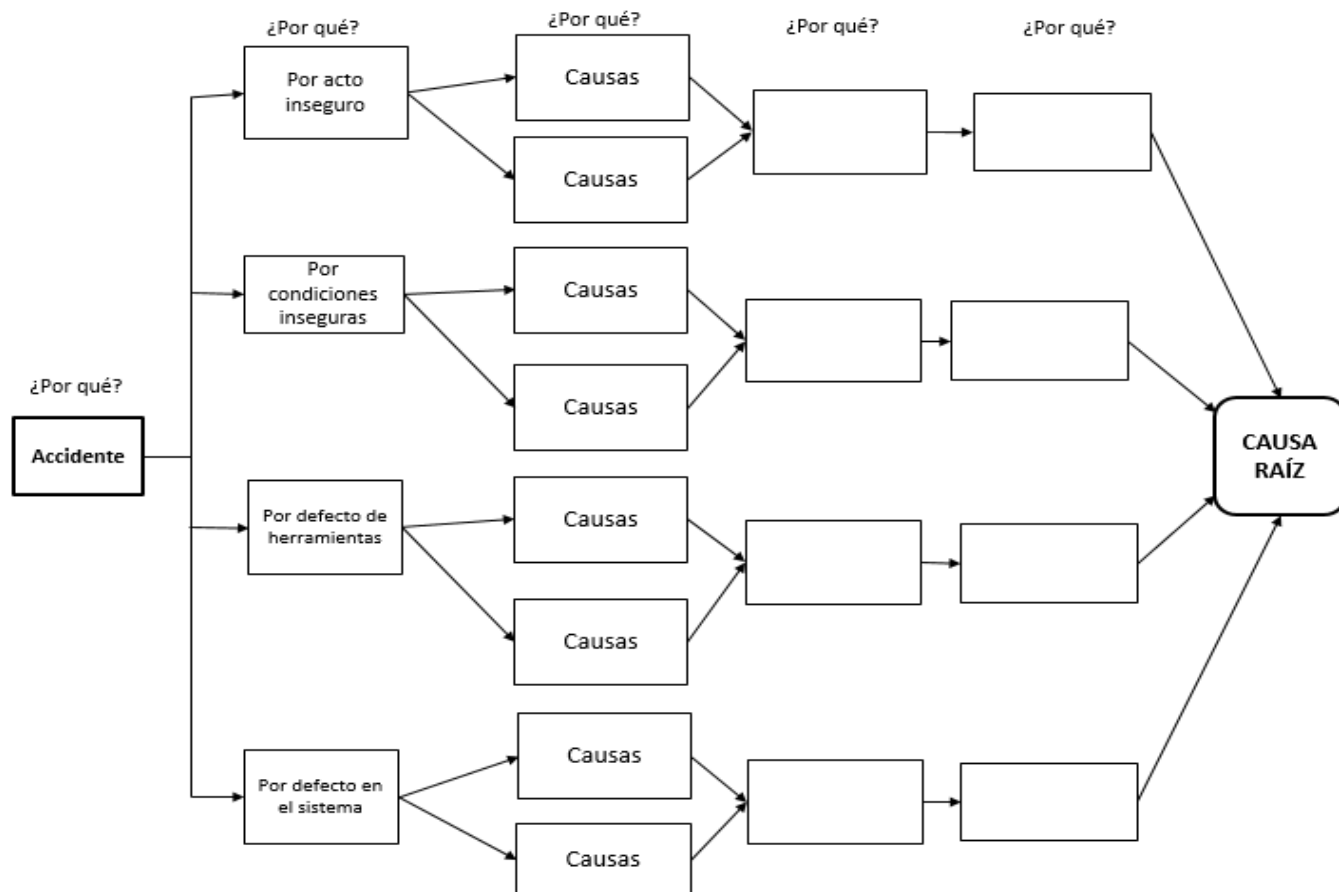 ¿Por qué?
¿Por qué?
¿Por qué?
¿Por qué?
Por acto
inseguro
Causas
Causas
Por
condiciones
inseguras
Causas
Causas
¿Por qué?
Accidente
CAUSA
RAÍZ
Por defecto de
herramientas
Causas
Causas
Por defecto en
el sistema
Causas
Causas